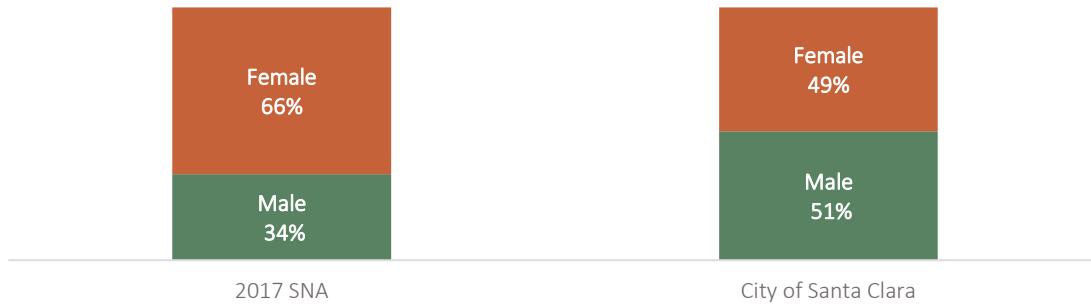 Female
66%
Male
34%
2017 SNA
Female
49%
Male
51%
City of Santa Clara